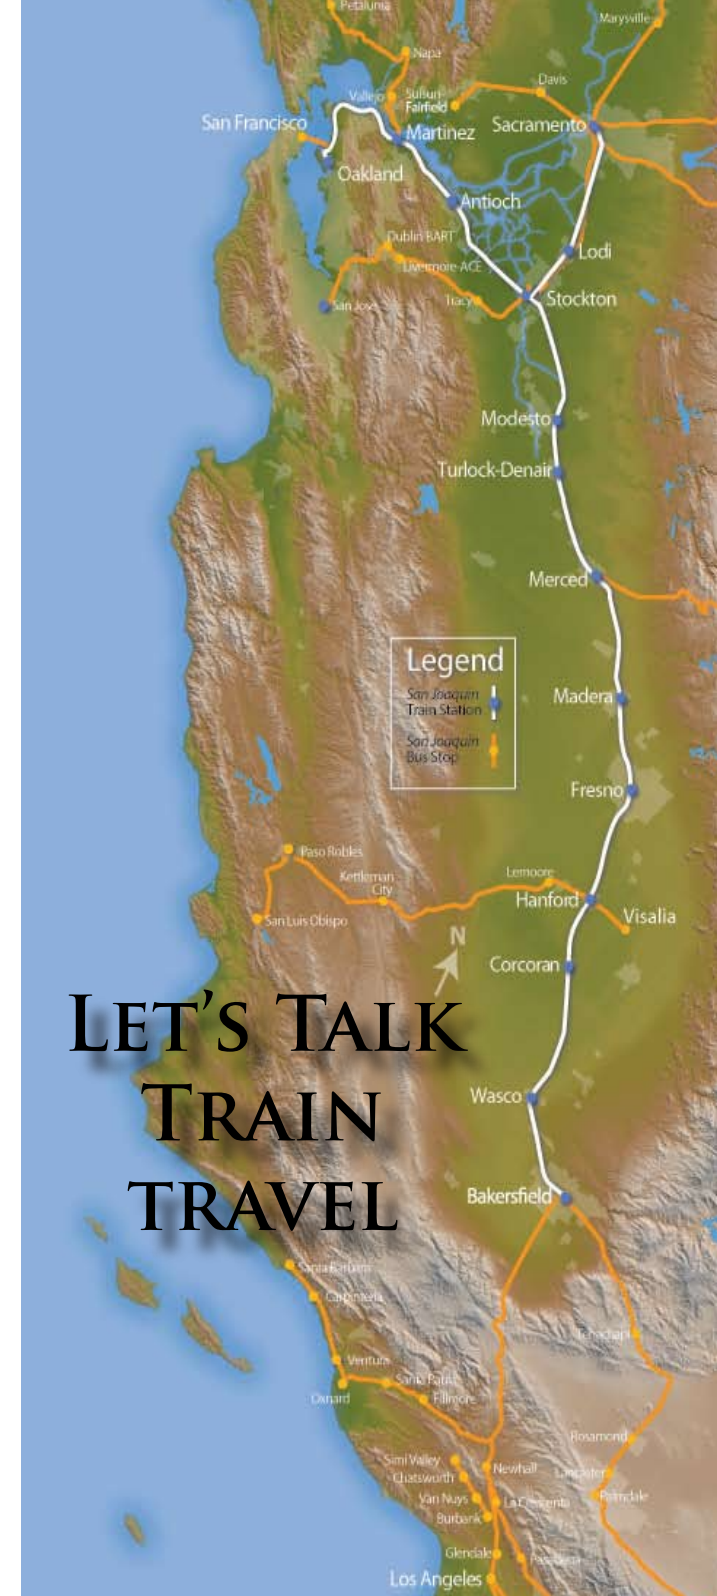 Petaluma
Marysville
Napa
Davis
Vallejo
Suisun-
Fairfield
San Francisco
Martinez
Sacramento
Oakland
Antioch
Dublin BART
Lodi
Livermore-ACE
San Jose
Tracy
Stockton
Modesto
Turlock-Denair
Merced
Legend
San Joaquin
Train Station
San Joaquin
Bus Stop
Madera
Fresno
Paso Robles
Kettleman
City
Lemoore
Hanford
Visalia
San Luis Obispo
N
Corcoran
LET'S TALK
TRAIN
TRAVEL
Wasco
Bakersfield
Santa Barbara
Carpinteria
Tehachapi
Ventura
Santa Paula
Oxnard
Fillmore
Rosamond
Simi Valley
Newhall
Lancaster
Chatsworth
Van Nuys
La Crescenta
Palmdale
Burbank
Glendale
Pasadena
Los Angeles